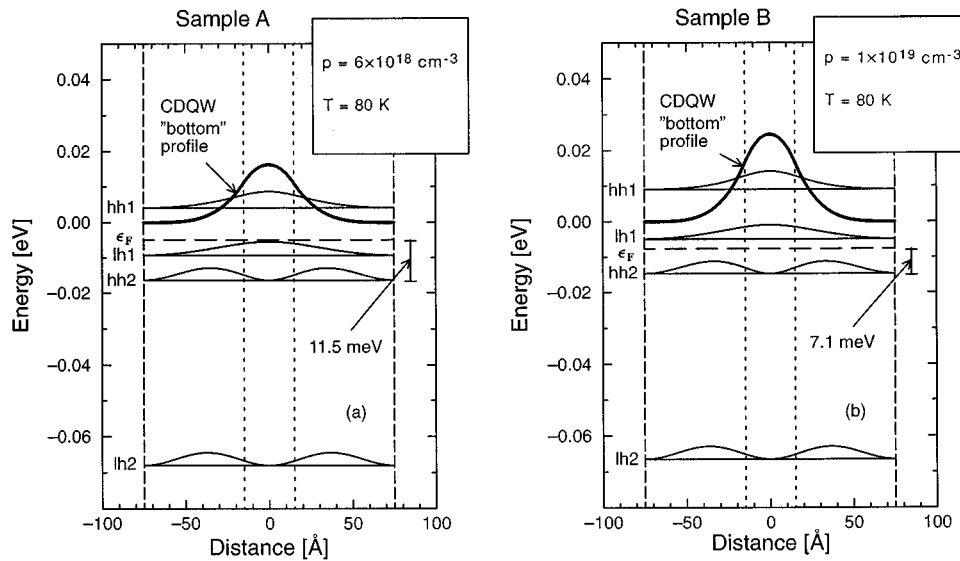 Sample A
p = 6×10¹⁸ cm⁻³
T = 80 K
CDQW
"bottom"
profile
Energy [eV]
0.04
0.02
0.00
−0.02
−0.04
−0.06
hh1
ϵF
lh1
hh2
lh2
11.5 meV
(a)
−100
−50
0
50
100
Distance [Å]
Sample B
p = 1×10¹⁹ cm⁻³
T = 80 K
CDQW
"bottom"
profile
Energy [eV]
0.04
0.02
0.00
−0.02
−0.04
−0.06
hh1
lh1
ϵF
hh2
lh2
7.1 meV
(b)
−100
−50
0
50
100
Distance [Å]